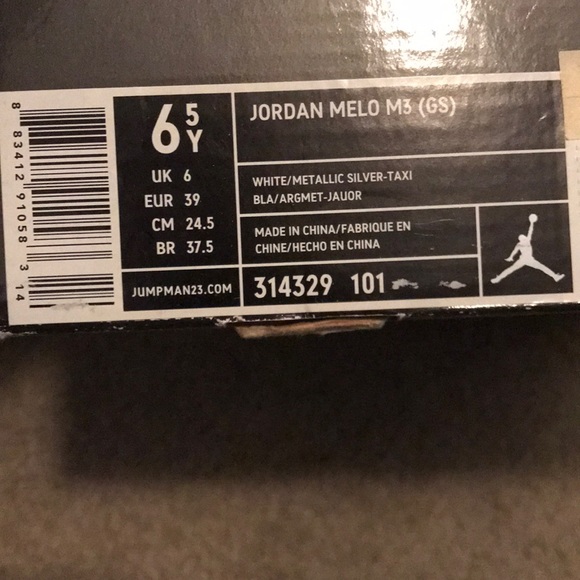 8 83412 91058 3 14
6 5 Y
UK 6
EUR 39
CM 24.5
BR 37.5
JUMPMAN23.COM
JORDAN MELO M3 (GS)
WHITE/METALLIC SILVER-TAXI
BLA/ARGMET-JAUOR
MADE IN CHINA/FABRIQUE EN
CHINE/HECHO EN CHINA
314329 101